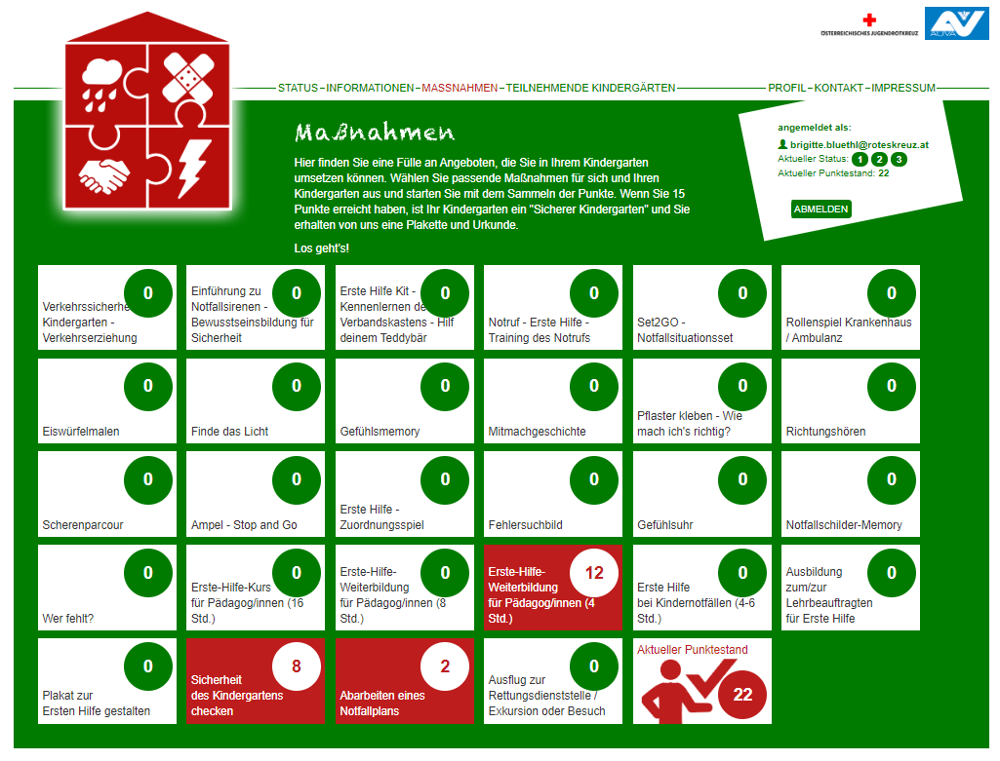 ÖSTERREICHISCHES JUGENDROTKREUZ
AUVA
STATUS INFORMATIONEN MASSNAHMEN TEILNEHMENDE KINDERGÄRTEN PROFIL KONTAKT IMPRESSUM
Maßnahmen
Hier finden Sie eine Fülle an Angeboten, die Sie in Ihrem Kindergarten
umsetzen können. Wählen Sie passende Maßnahmen für sich und Ihren
Kindergarten aus und starten Sie mit dem Sammeln der Punkte. Wenn Sie 15
Punkte erreicht haben, ist Ihr Kindergarten ein "Sicherer Kindergarten" und Sie
erhalten von uns eine Plakette und Urkunde.
Los geht's!
angemeldet als:
brigitte.bluethl@roteskreuz.at
Aktueller Status: 1 2 3
Aktueller Punktestand: 22
ABMELDEN
0
Verkehrssicherhe
Kindergarten -
Verkehrserziehung
0
Einführung zu
Notfallsirenen -
Bewusstseinsbildung für
Sicherheit
0
Erste Hilfe Kit -
Kennenlernen de
Verbandskastens - Hilf
deinem Teddybär
0
Notruf - Erste Hilfe -
Training des Notrufs
0
Set2GO -
Notfallsituationsset
0
Rollenspiel Krankenhaus
/ Ambulanz
0
Eiswürfelmalen
0
Finde das Licht
0
Gefühlsmemory
0
Mitmachgeschichte
0
Pflaster kleben - Wie
mach ich's richtig?
0
Richtungshören
0
Scherenparcour
0
Ampel - Stop and Go
0
Erste Hilfe -
Zuordnungsspiel
0
Fehlersuchbild
0
Gefühlsuhr
0
Notfallschilder-Memory
0
Wer fehlt?
0
Erste-Hilfe-Kurs
für Pädagog/innen (16
Std.)
0
Erste-Hilfe-
Weiterbildung
für Pädagog/innen (8
Std.)
12
Erste-Hilfe-
Weiterbildung
für Pädagog/innen (4
Std.)
0
Erste Hilfe
bei Kindernotfällen (4-6
Std.)
0
Ausbildung
zum/zur
Lehrbeauftragten
für Erste Hilfe
0
Plakat zur
Ersten Hilfe gestalten
8
Sicherheit
des Kindergartens
checken
2
Abarbeiten eines
Notfallplans
0
Ausflug zur
Rettungsdienststelle /
Exkursion oder Besuch
Aktueller Punktestand
22